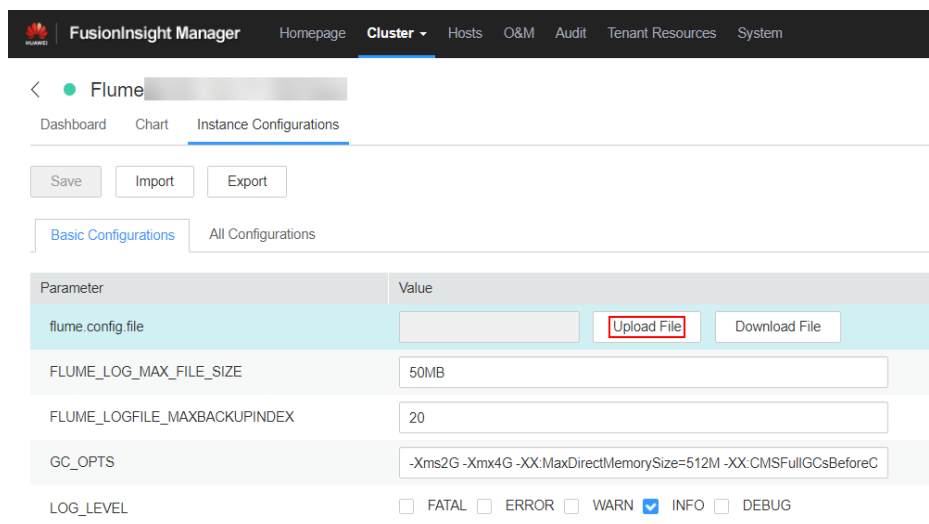 HUAWEI FusionInsight Manager Homepage Cluster Hosts O&M Audit Tenant Resources System
Flume
Dashboard Chart Instance Configurations
Save Import Export
Basic Configurations All Configurations
Parameter Value
flume.config.file Upload File Download File
FLUME_LOG_MAX_FILE_SIZE 50MB
FLUME_LOGFILE_MAXBACKUPINDEX 20
GC_OPTS -Xms2G -Xmx4G -XX:MaxDirectMemorySize=512M -XX:CMSFullGCsBeforeC
LOG_LEVEL FATAL ERROR WARN INFO DEBUG